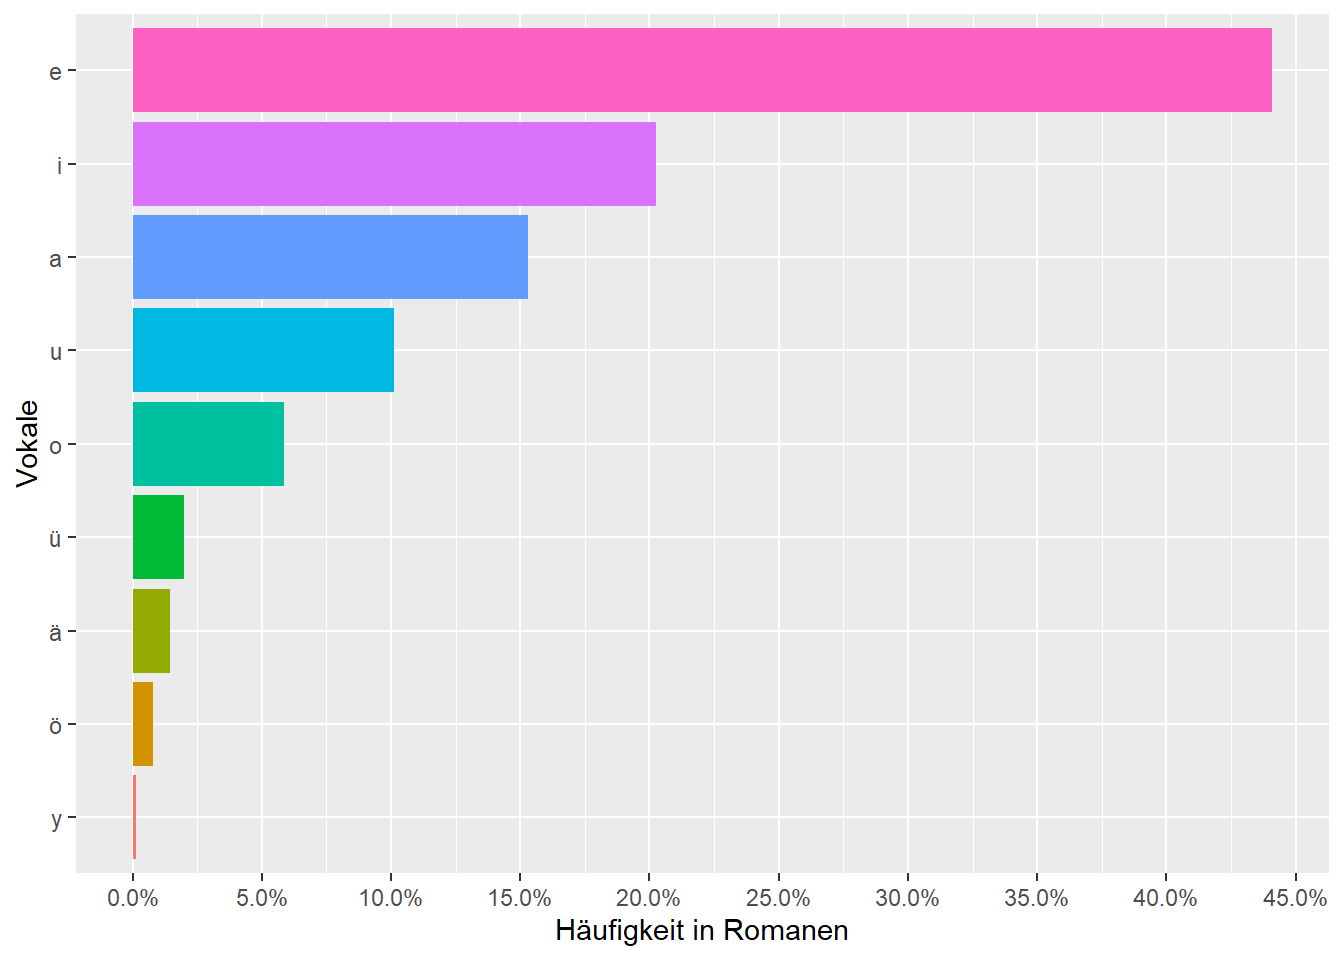 e
i
a
u
o
ü
ä
ö
y
Vokale
0.0% 5.0% 10.0% 15.0% 20.0% 25.0% 30.0% 35.0% 40.0% 45.0%
Häufigkeit in Romanen